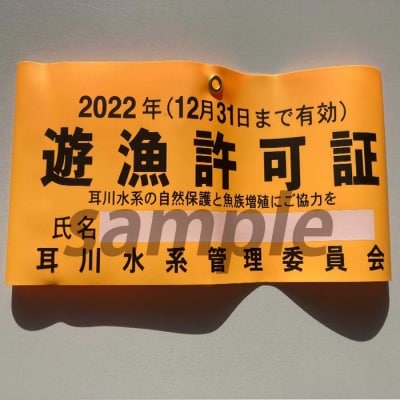 2022年(12月31日まで有効)
遊漁許可証
耳川水系の自然保護と魚族増殖にご協力を
氏名
sample
耳川水系管理委員会